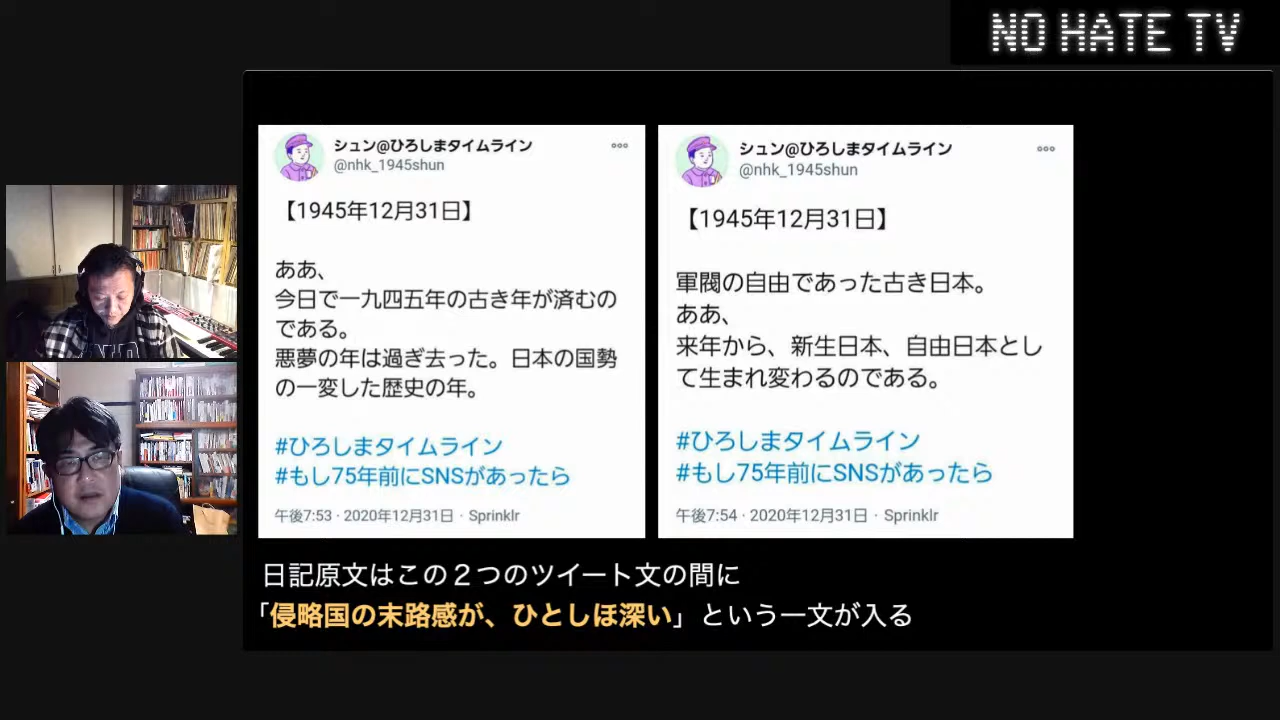 NO HATE TV
シュン@ひろしまタイムライン
@nhk_1945shun
【1945年12月31日】
ああ、
今日で一九四五年の古き年が済むの
である。
悪夢の年は過ぎ去った。日本の国勢
の一変した歴史の年。
#ひろしまタイムライン
#もし75年前にSNSがあったら
午後7:53・2020年12月31日・Sprinklr
シュン@ひろしまタイムライン
@nhk_1945shun
【1945年12月31日】
軍閥の自由であった古き日本。
ああ、
来年から、新生日本、自由日本とし
て生まれ変わるのである。
#ひろしまタイムライン
#もし75年前にSNSがあったら
午後7:54・2020年12月31日・Sprinklr
日記原文はこの２つのツイート文の間に
「侵略国の末路感が、ひとしほ深い」という一文が入る